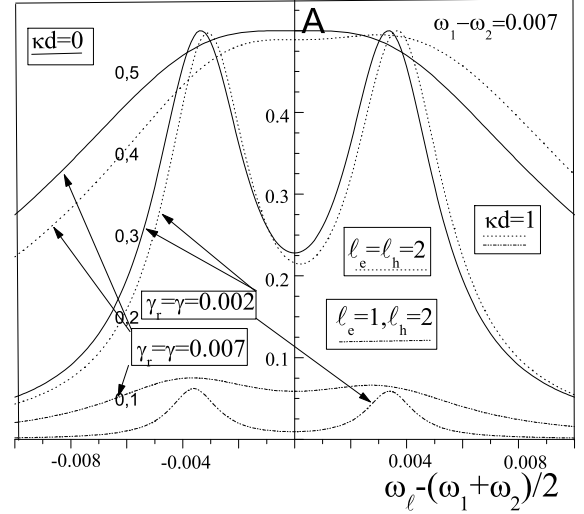 A
ω₁−ω₂=0.007
κd=0
0,5
0.4
0,4
0.3
κd=1
0,3
ℓₑ=ℓₕ=2
0.2
γᵣ=γ=0.002
0,2
ℓₑ=1,ℓₕ=2
γᵣ=γ=0.007
0.1
0,1
-0.008
-0.004
0.004
0.008
ω_ℓ-(ω₁+ω₂)/2